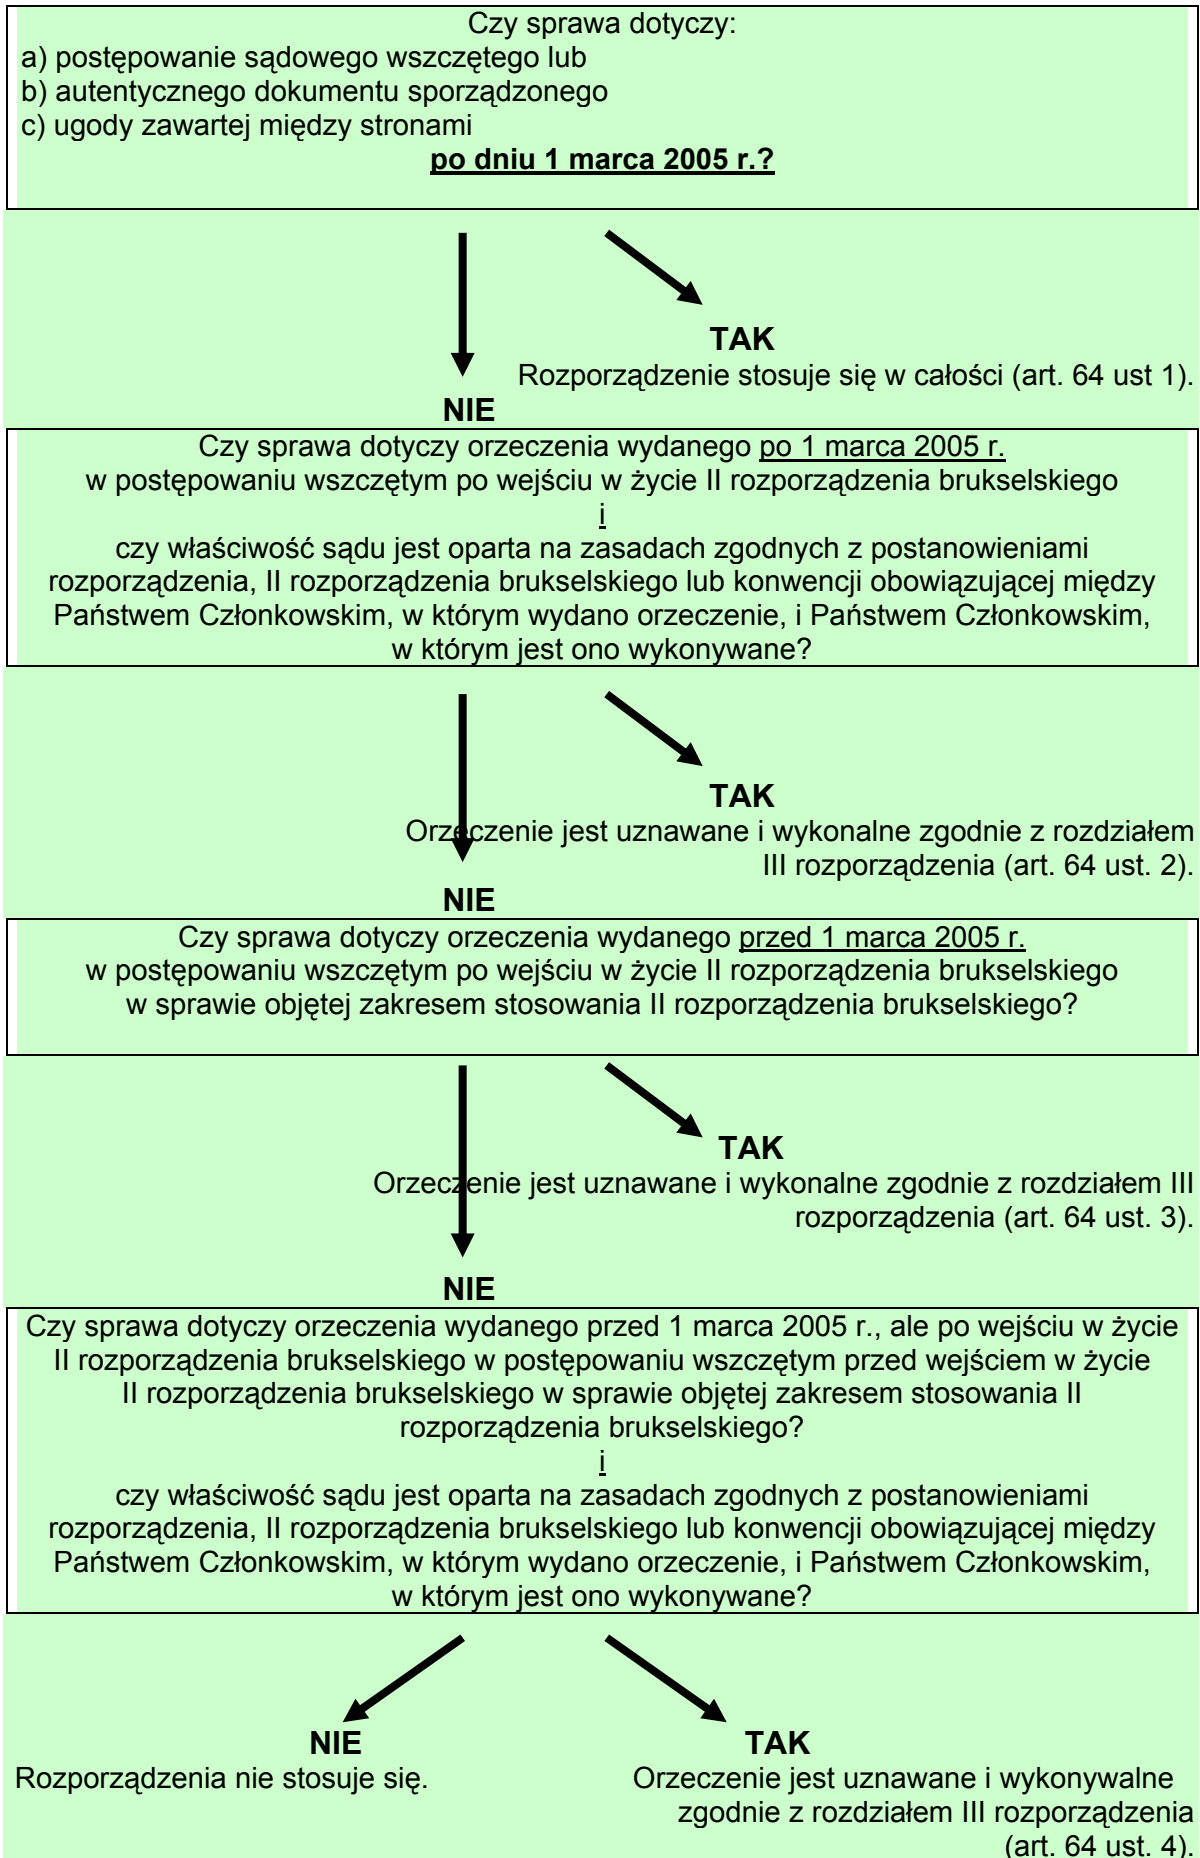 Czy sprawa dotyczy:
a) postępowanie sądowego wszczętego lub
b) autentycznego dokumentu sporządzonego
c) ugody zawartej między stronami
po dniu 1 marca 2005 r.?
TAK
Rozporządzenie stosuje się w całości (art. 64 ust 1).
NIE
Czy sprawa dotyczy orzeczenia wydanego po 1 marca 2005 r.
w postępowaniu wszczętym po wejściu w życie II rozporządzenia brukselskiego
i
czy właściwość sądu jest oparta na zasadach zgodnych z postanowieniami
rozporządzenia, II rozporządzenia brukselskiego lub konwencji obowiązującej między
Państwem Członkowskim, w którym wydano orzeczenie, i Państwem Członkowskim,
w którym jest ono wykonywane?
TAK
Orzeczenie jest uznawane i wykonalne zgodnie z rozdziałem
III rozporządzenia (art. 64 ust. 2).
NIE
Czy sprawa dotyczy orzeczenia wydanego przed 1 marca 2005 r.
w postępowaniu wszczętym po wejściu w życie II rozporządzenia brukselskiego
w sprawie objętej zakresem stosowania II rozporządzenia brukselskiego?
TAK
Orzeczenie jest uznawane i wykonalne zgodnie z rozdziałem III
rozporządzenia (art. 64 ust. 3).
NIE
Czy sprawa dotyczy orzeczenia wydanego przed 1 marca 2005 r., ale po wejściu w życie
II rozporządzenia brukselskiego w postępowaniu wszczętym przed wejściem w życie
II rozporządzenia brukselskiego w sprawie objętej zakresem stosowania II
rozporządzenia brukselskiego?
i
czy właściwość sądu jest oparta na zasadach zgodnych z postanowieniami
rozporządzenia, II rozporządzenia brukselskiego lub konwencji obowiązującej między
Państwem Członkowskim, w którym wydano orzeczenie, i Państwem Członkowskim,
w którym jest ono wykonywane?
NIE
Rozporządzenia nie stosuje się.
TAK
Orzeczenie jest uznawane i wykonywalne
zgodnie z rozdziałem III rozporządzenia
(art. 64 ust. 4).